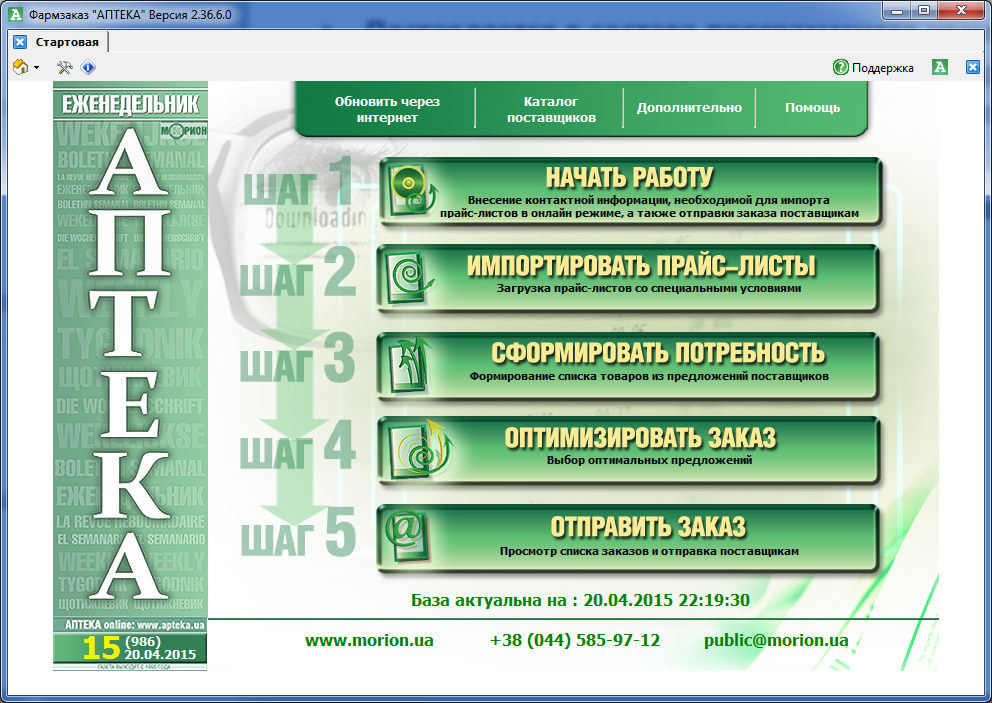 Фармзаказ "АПТЕКА" Версия 2.36.6.0
Стартовая
Поддержка
ЕЖЕНЕДЕЛЬНИК
МОРИОН
АПТЕКА
АПТЕКА online: www.apteka.ua
15 (986)
20.04.2015
ГАЗЕТА ВЫХОДИТ С 1995 ГОДА
Обновить через
интернет
Каталог
поставщиков
Дополнительно
Помощь
Downloading
ШАГ 1
НАЧАТЬ РАБОТУ
Внесение контактной информации, необходимой для импорта
прайс-листов в онлайн режиме, а также отправки заказа поставщикам
ШАГ 2
ИМПОРТИРОВАТЬ ПРАЙС-ЛИСТЫ
Загрузка прайс-листов со специальными условиями
ШАГ 3
СФОРМИРОВАТЬ ПОТРЕБНОСТЬ
Формирование списка товаров из предложений поставщиков
ШАГ 4
ОПТИМИЗИРОВАТЬ ЗАКАЗ
Выбор оптимальных предложений
ШАГ 5
ОТПРАВИТЬ ЗАКАЗ
Просмотр списка заказов и отправка поставщикам
База актуальна на : 20.04.2015 22:19:30
www.morion.ua
+38 (044) 585-97-12
public@morion.ua